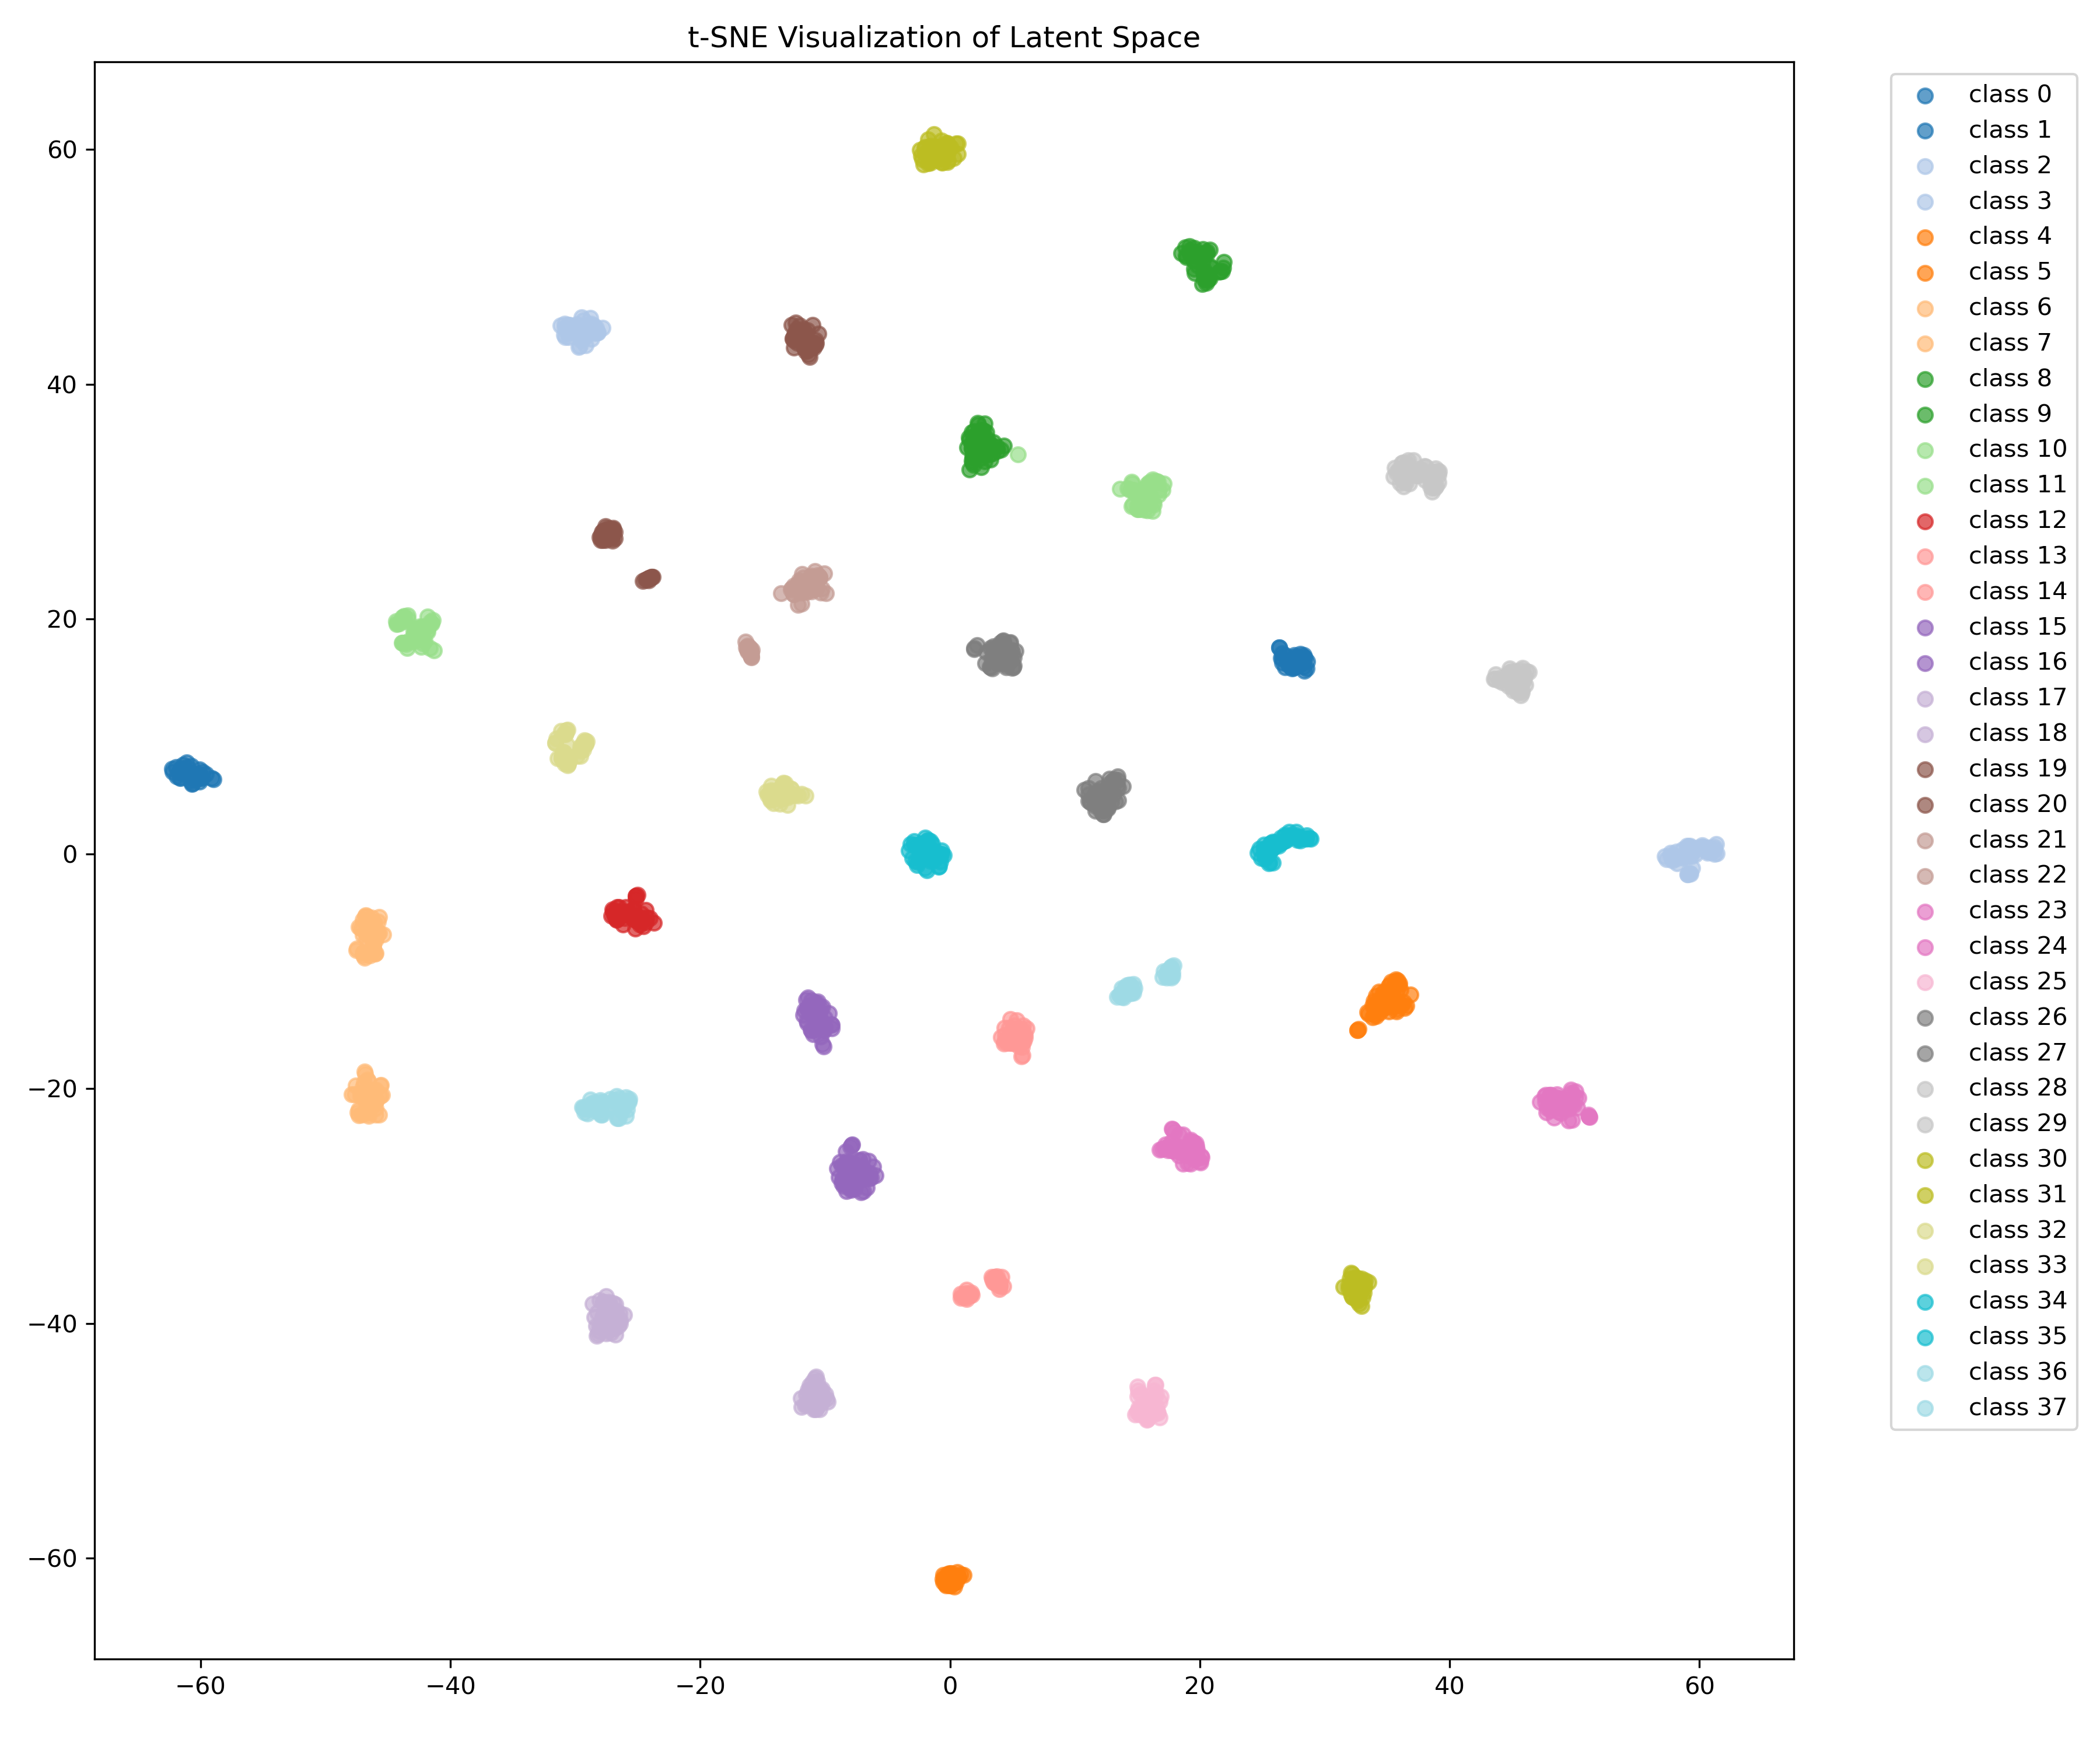 t-SNE Visualization of Latent Space
60
40
20
0
−20
−40
−60
−60
−40
−20
0
20
40
60
class 0
class 1
class 2
class 3
class 4
class 5
class 6
class 7
class 8
class 9
class 10
class 11
class 12
class 13
class 14
class 15
class 16
class 17
class 18
class 19
class 20
class 21
class 22
class 23
class 24
class 25
class 26
class 27
class 28
class 29
class 30
class 31
class 32
class 33
class 34
class 35
class 36
class 37